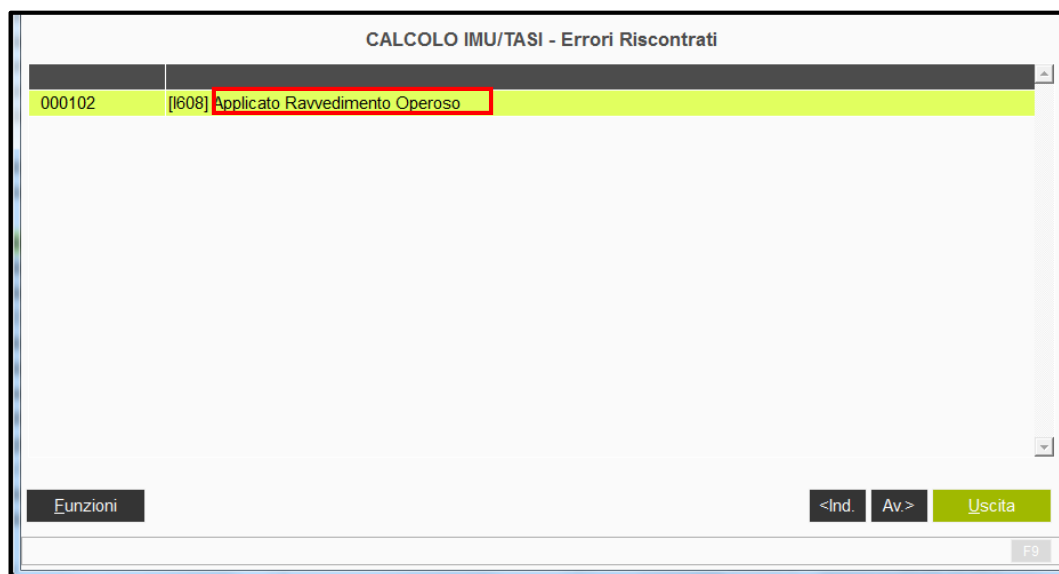 CALCOLO IMU/TASI - Errori Riscontrati
000102 [I608] Applicato Ravvedimento Operoso
Funzioni <Ind. Av.> Uscita
F9